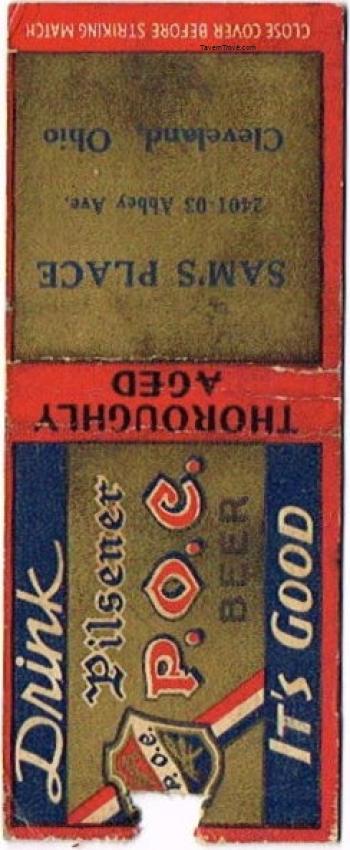 CLOSE COVER BEFORE STRIKING MATCH
TavernTrove.com
SAM'S PLACE
2401-03 Abbey Ave.
Cleveland, Ohio
THOROUGHLY
AGED
Drink
Pilsener
P.O.C.
BEER
IT'S GOOD
P.O.C.